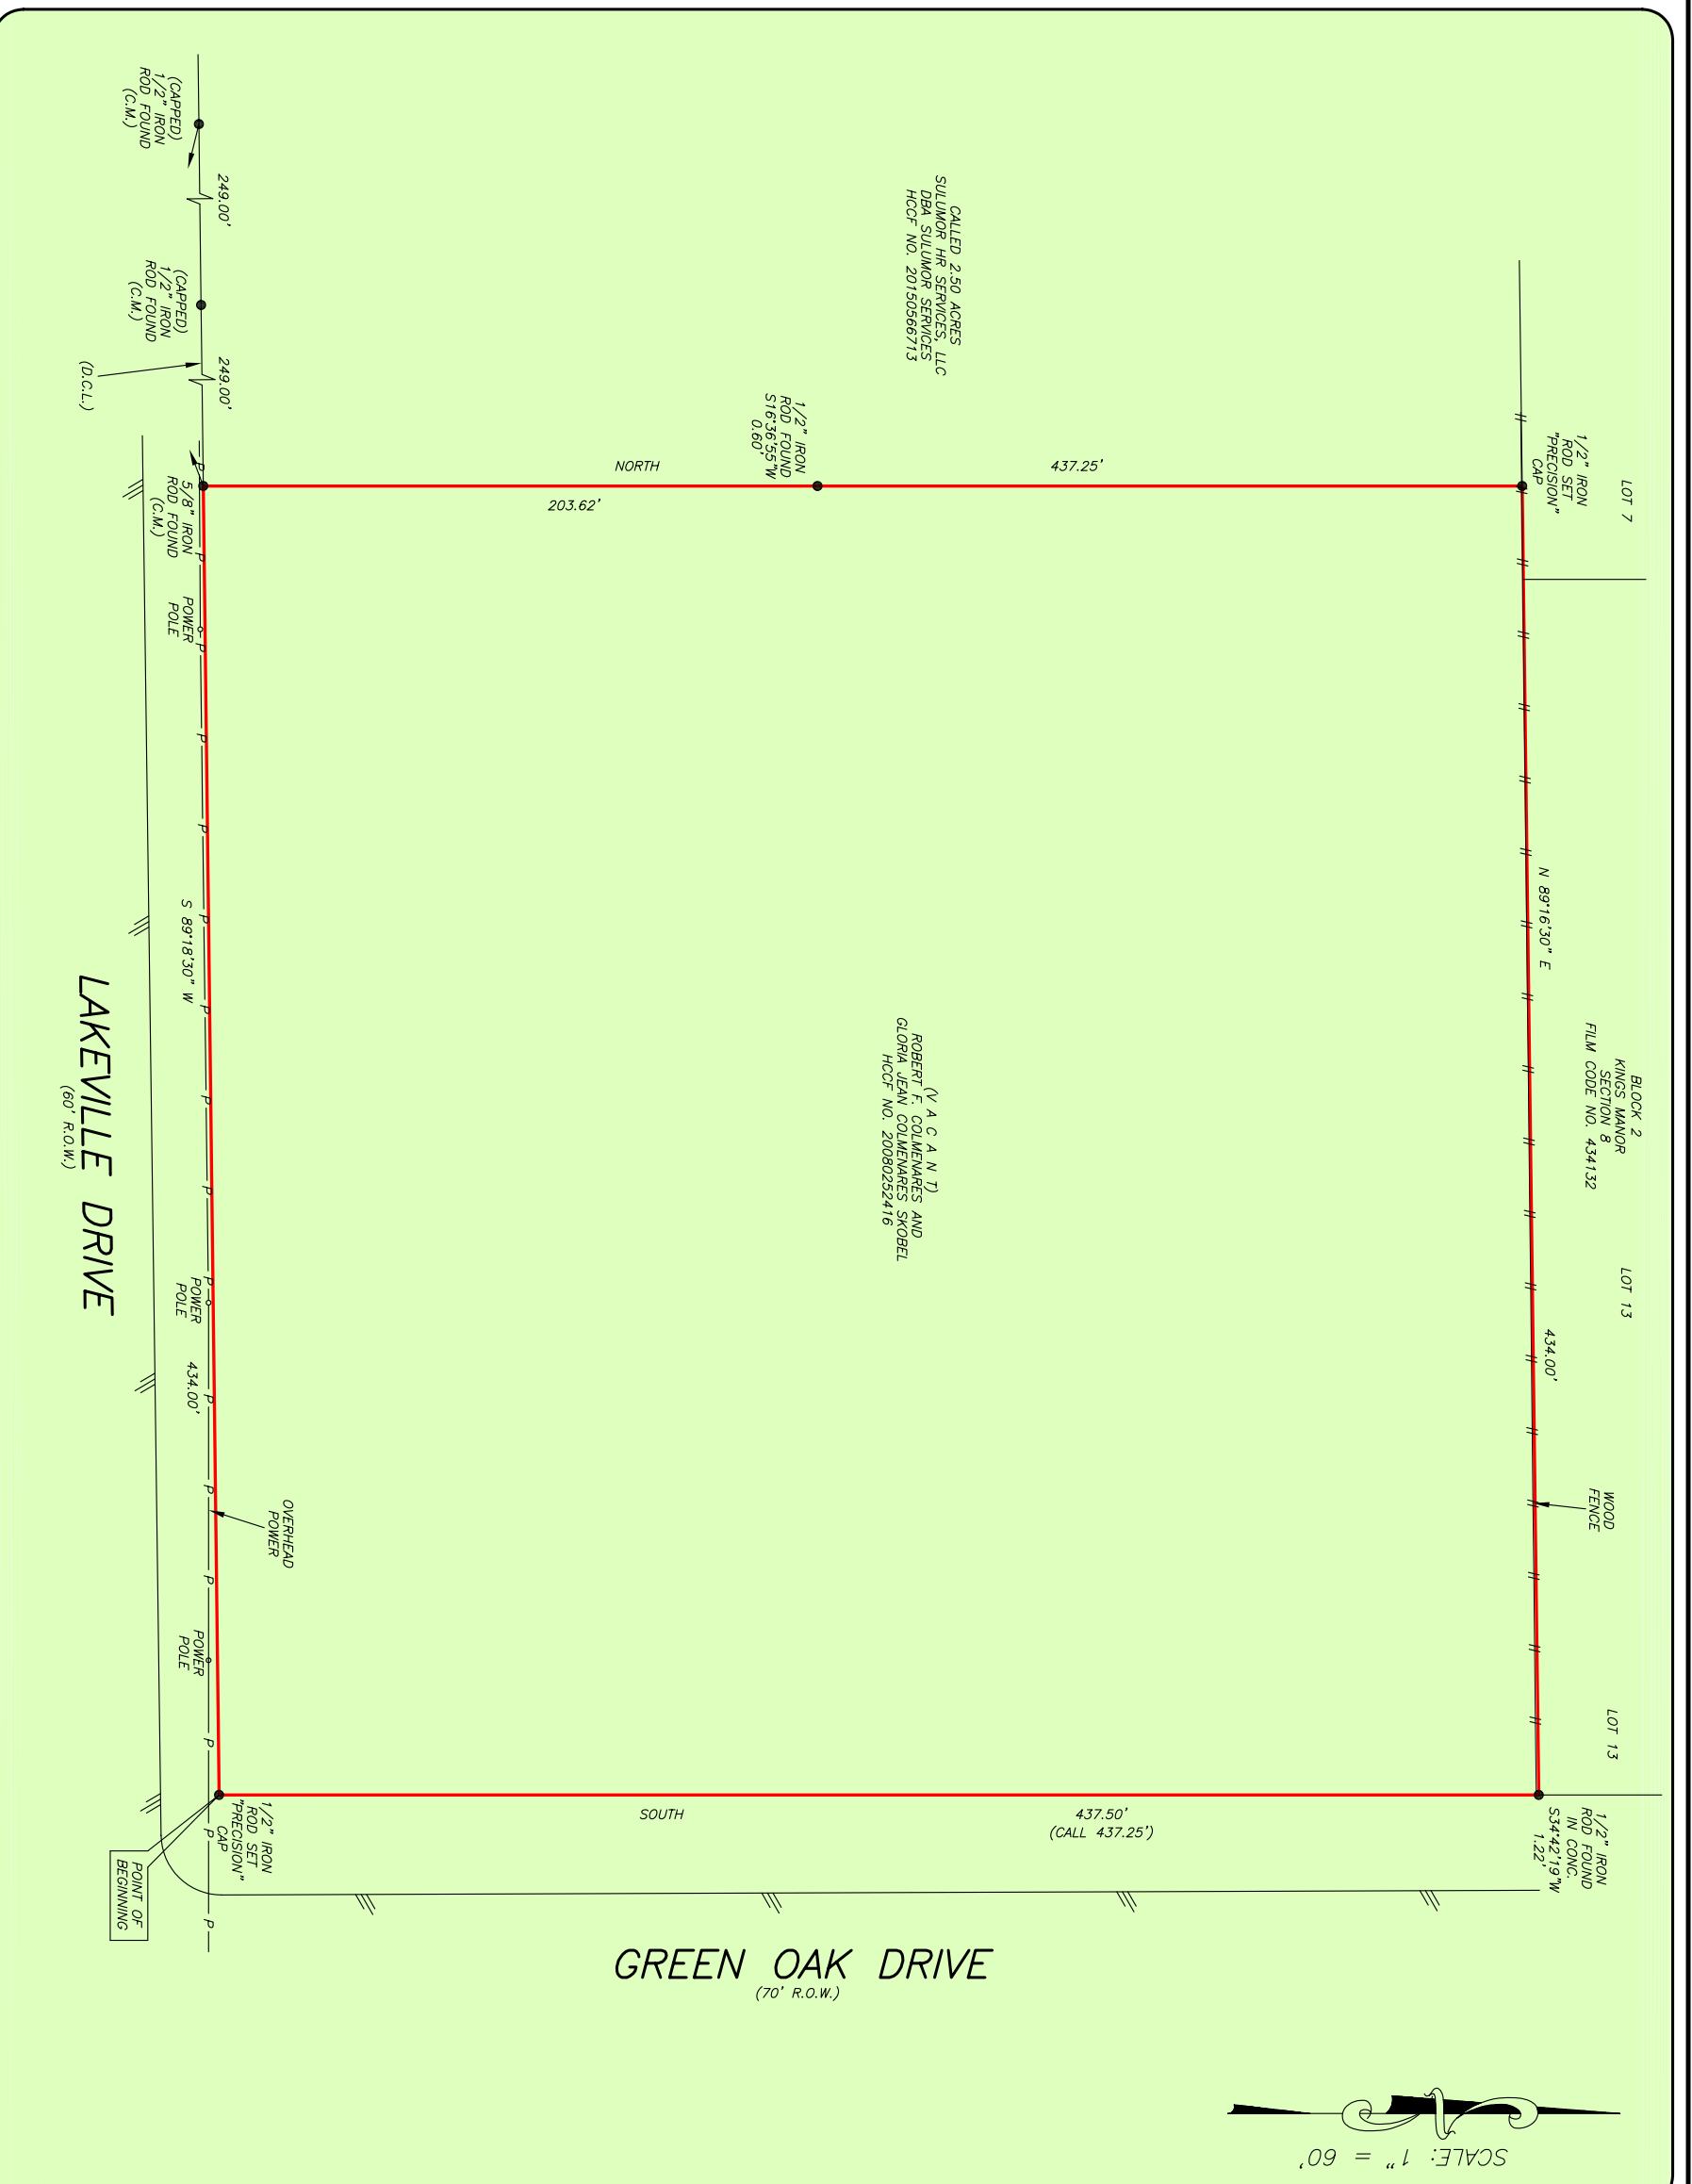 LOT 7
1/2" IRON
ROD SET
"PRECISION"
CAP
BLOCK 2
KINGS MANOR
SECTION 8
FILM CODE NO. 434132
LOT 13
LOT 13
WOOD
FENCE
N 89°16'30" E
434.00'
1/2" IRON
ROD FOUND
IN CONC.
S34°42'19"W
1.22'
CALLED 2.50 ACRES
SULUMOR HR SERVICES, LLC
DBA SULUMOR SERVICES
HCCF NO. 20150566713
437.25'
1/2" IRON
ROD FOUND
S16°36'55"W
0.60'
NORTH
203.62'
(V A C A N T)
ROBERT F. COLMENARES AND
GLORIA JEAN COLMENARES SKOBEL
HCCF NO. 20080252416
437.50'
(CALL 437.25')
SOUTH
GREEN OAK DRIVE
(70' R.O.W.)
SCALE: 1" = 60'
249.00'
249.00'
(CAPPED)
1/2" IRON
ROD FOUND
(C.M.)
(CAPPED)
1/2" IRON
ROD FOUND
(C.M.)
(D.C.L.)
5/8" IRON
ROD FOUND
(C.M.)
POWER
POLE
S 89°18'30" W
POWER
POLE
434.00'
OVERHEAD
POWER
POWER
POLE
1/2" IRON
ROD SET
"PRECISION"
CAP
POINT OF
BEGINNING
P P P P P P P P P P P P P P P P P
LAKEVILLE DRIVE
(60' R.O.W.)